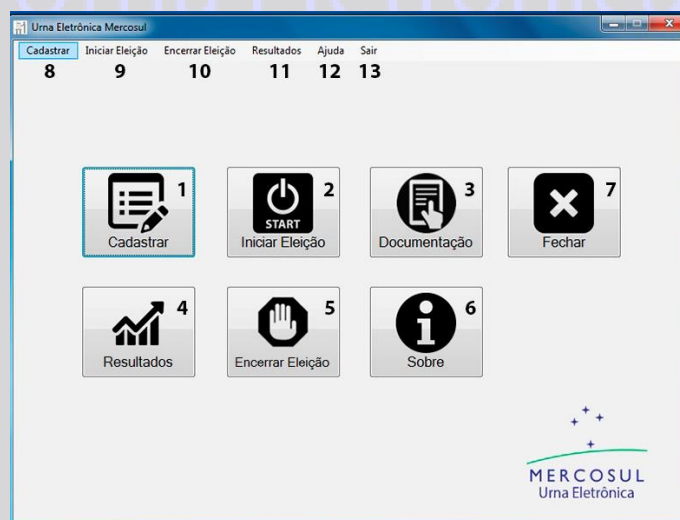 Urna Eletrônica Mercosul
Cadastrar Iniciar Eleição Encerrar Eleição Resultados Ajuda Sair
8 9 10 11 12 13
1 2 3 7
START
Cadastrar Iniciar Eleição Documentação Fechar
4 5 6
Resultados Encerrar Eleição Sobre
MERCOSUL
Urna Eletrônica